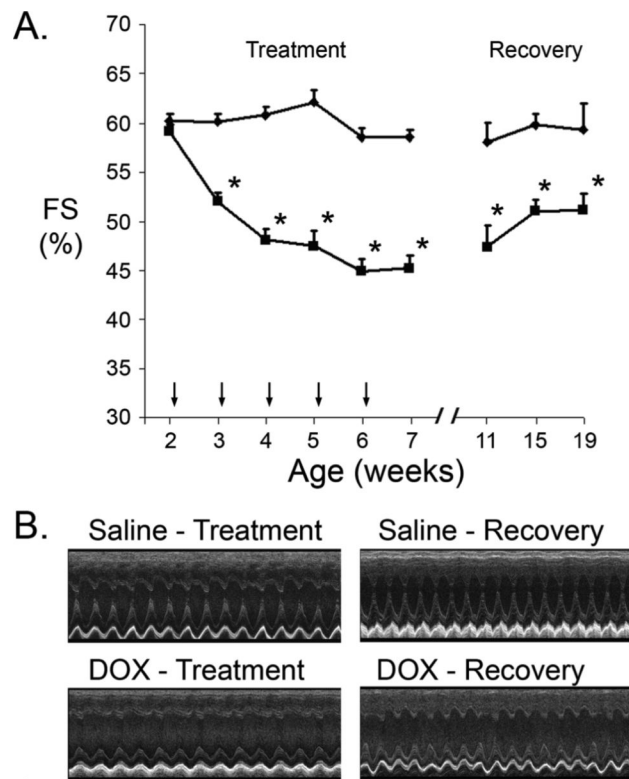 A.
70
65
60
55
50
45
40
35
30
FS
(%)
Treatment
Recovery
* * * * * * * *
2 3 4 5 6 7 // 11 15 19
Age (weeks)
B.
Saline - Treatment
Saline - Recovery
DOX - Treatment
DOX - Recovery